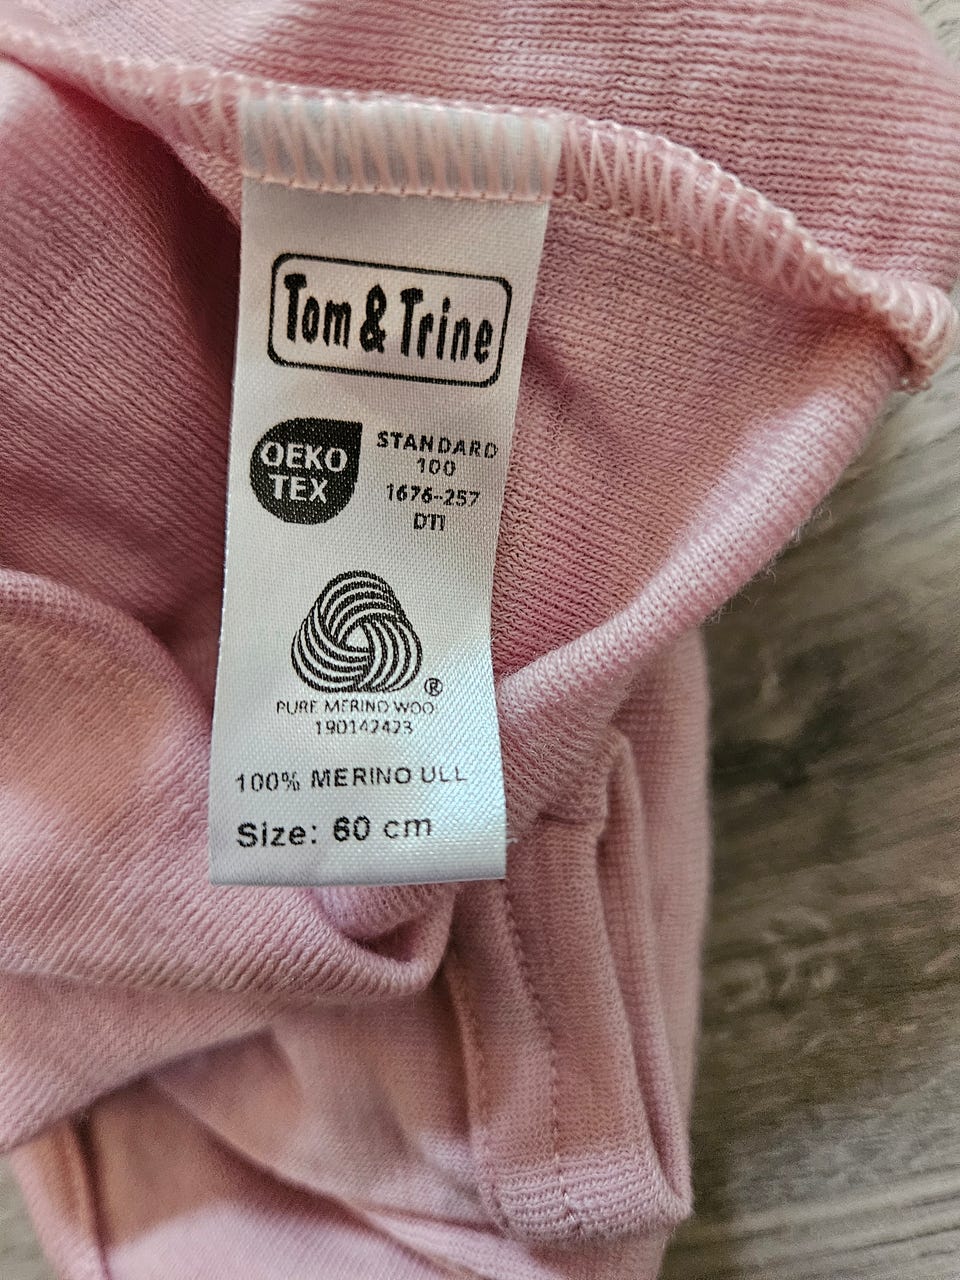 Tom & Trine
OEKO
TEX
STANDARD
100
1676-257
DTI
®
PURE MERINO WOO
190142423
100% MERINO ULL
Size: 60 cm